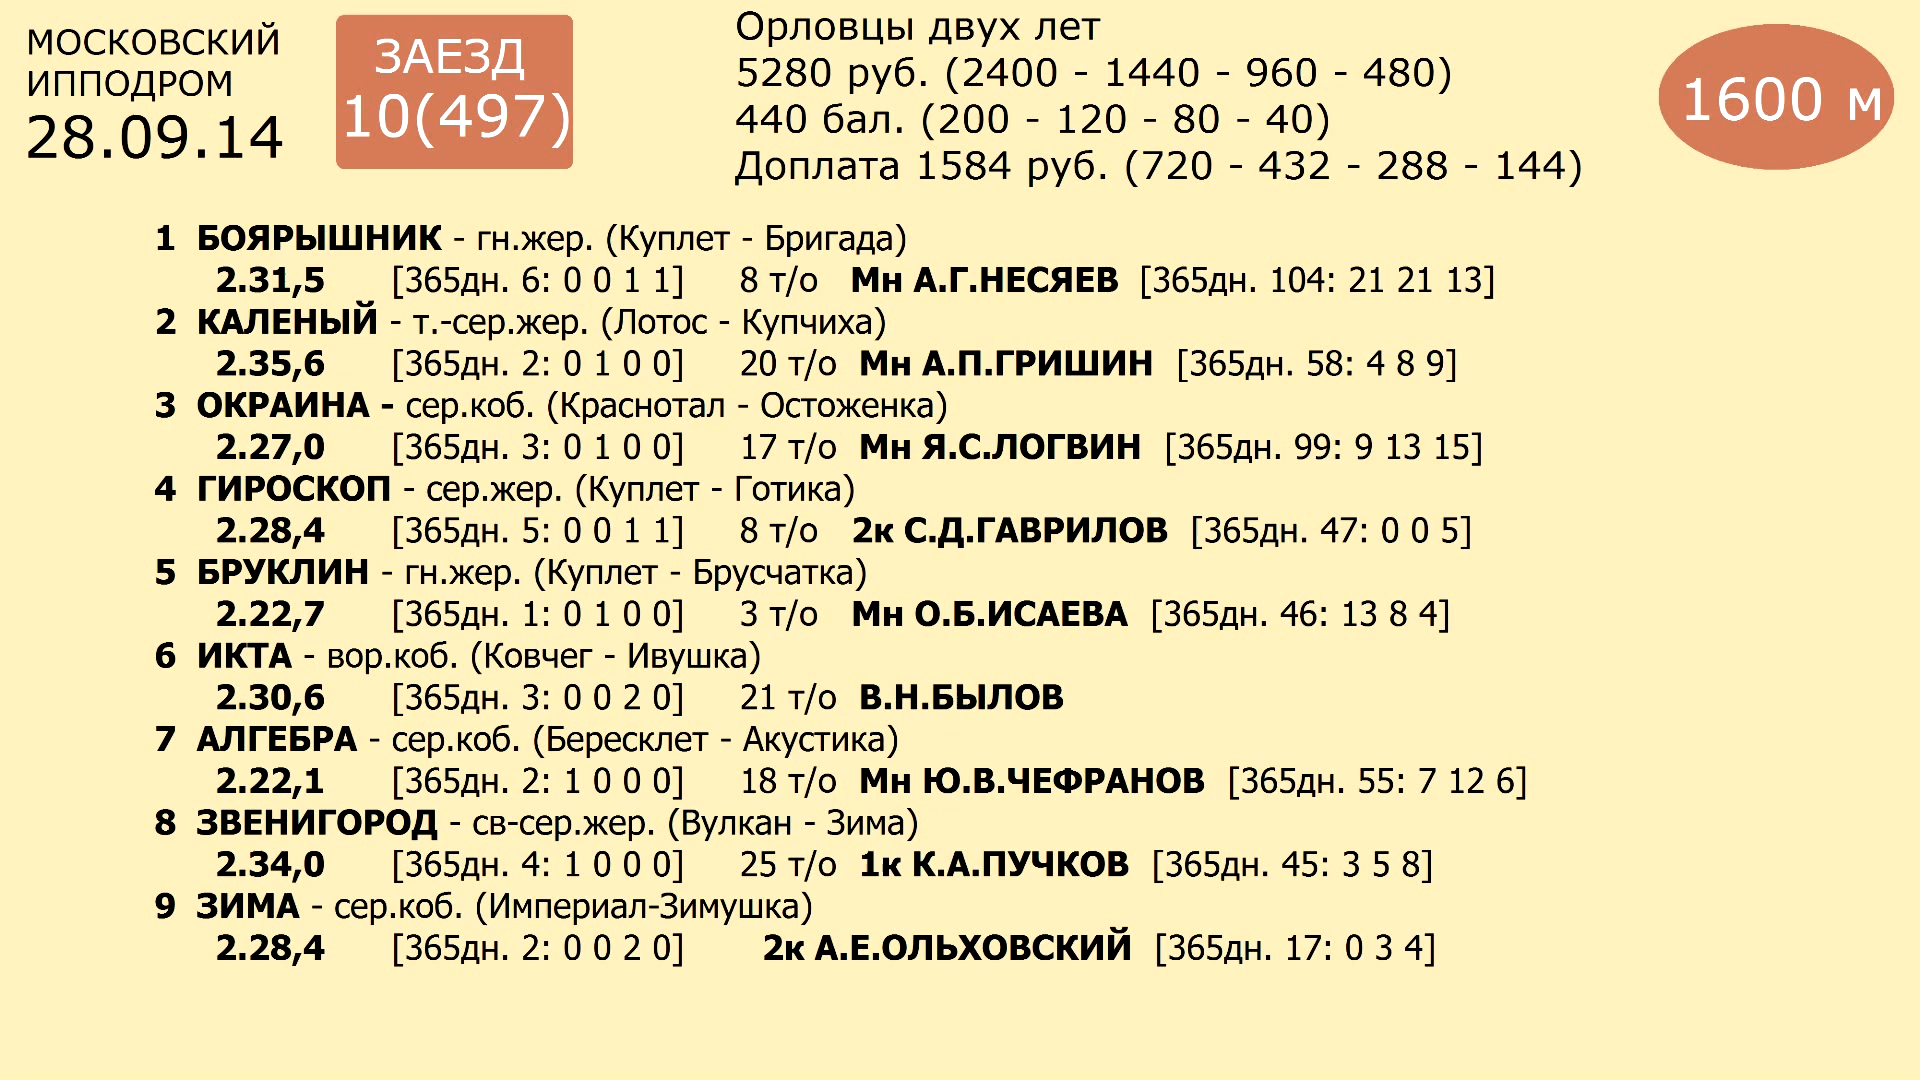 МОСКОВСКИЙ
ИППОДРОМ
28.09.14
ЗАЕЗД
10(497)
Орловцы двух лет
5280 руб. (2400 - 1440 - 960 - 480)
440 бал. (200 - 120 - 80 - 40)
Доплата 1584 руб. (720 - 432 - 288 - 144)
1600 м
1 БОЯРЫШНИК - гн.жер. (Куплет - Бригада)
2.31,5 [365дн. 6: 0 0 1 1] 8 т/о Мн А.Г.НЕСЯЕВ [365дн. 104: 21 21 13]
2 КАЛЕНЫЙ - т.-сер.жер. (Лотос - Купчиха)
2.35,6 [365дн. 2: 0 1 0 0] 20 т/о Мн А.П.ГРИШИН [365дн. 58: 4 8 9]
3 ОКРАИНА - сер.коб. (Краснотал - Остоженка)
2.27,0 [365дн. 3: 0 1 0 0] 17 т/о Мн Я.С.ЛОГВИН [365дн. 99: 9 13 15]
4 ГИРОСКОП - сер.жер. (Куплет - Готика)
2.28,4 [365дн. 5: 0 0 1 1] 8 т/о 2к С.Д.ГАВРИЛОВ [365дн. 47: 0 0 5]
5 БРУКЛИН - гн.жер. (Куплет - Брусчатка)
2.22,7 [365дн. 1: 0 1 0 0] 3 т/о Мн О.Б.ИСАЕВА [365дн. 46: 13 8 4]
6 ИКТА - вор.коб. (Ковчег - Ивушка)
2.30,6 [365дн. 3: 0 0 2 0] 21 т/о В.Н.БЫЛОВ
7 АЛГЕБРА - сер.коб. (Бересклет - Акустика)
2.22,1 [365дн. 2: 1 0 0 0] 18 т/о Мн Ю.В.ЧЕФРАНОВ [365дн. 55: 7 12 6]
8 ЗВЕНИГОРОД - св-сер.жер. (Вулкан - Зима)
2.34,0 [365дн. 4: 1 0 0 0] 25 т/о 1к К.А.ПУЧКОВ [365дн. 45: 3 5 8]
9 ЗИМА - сер.коб. (Империал-Зимушка)
2.28,4 [365дн. 2: 0 0 2 0] 2к А.Е.ОЛЬХОВСКИЙ [365дн. 17: 0 3 4]